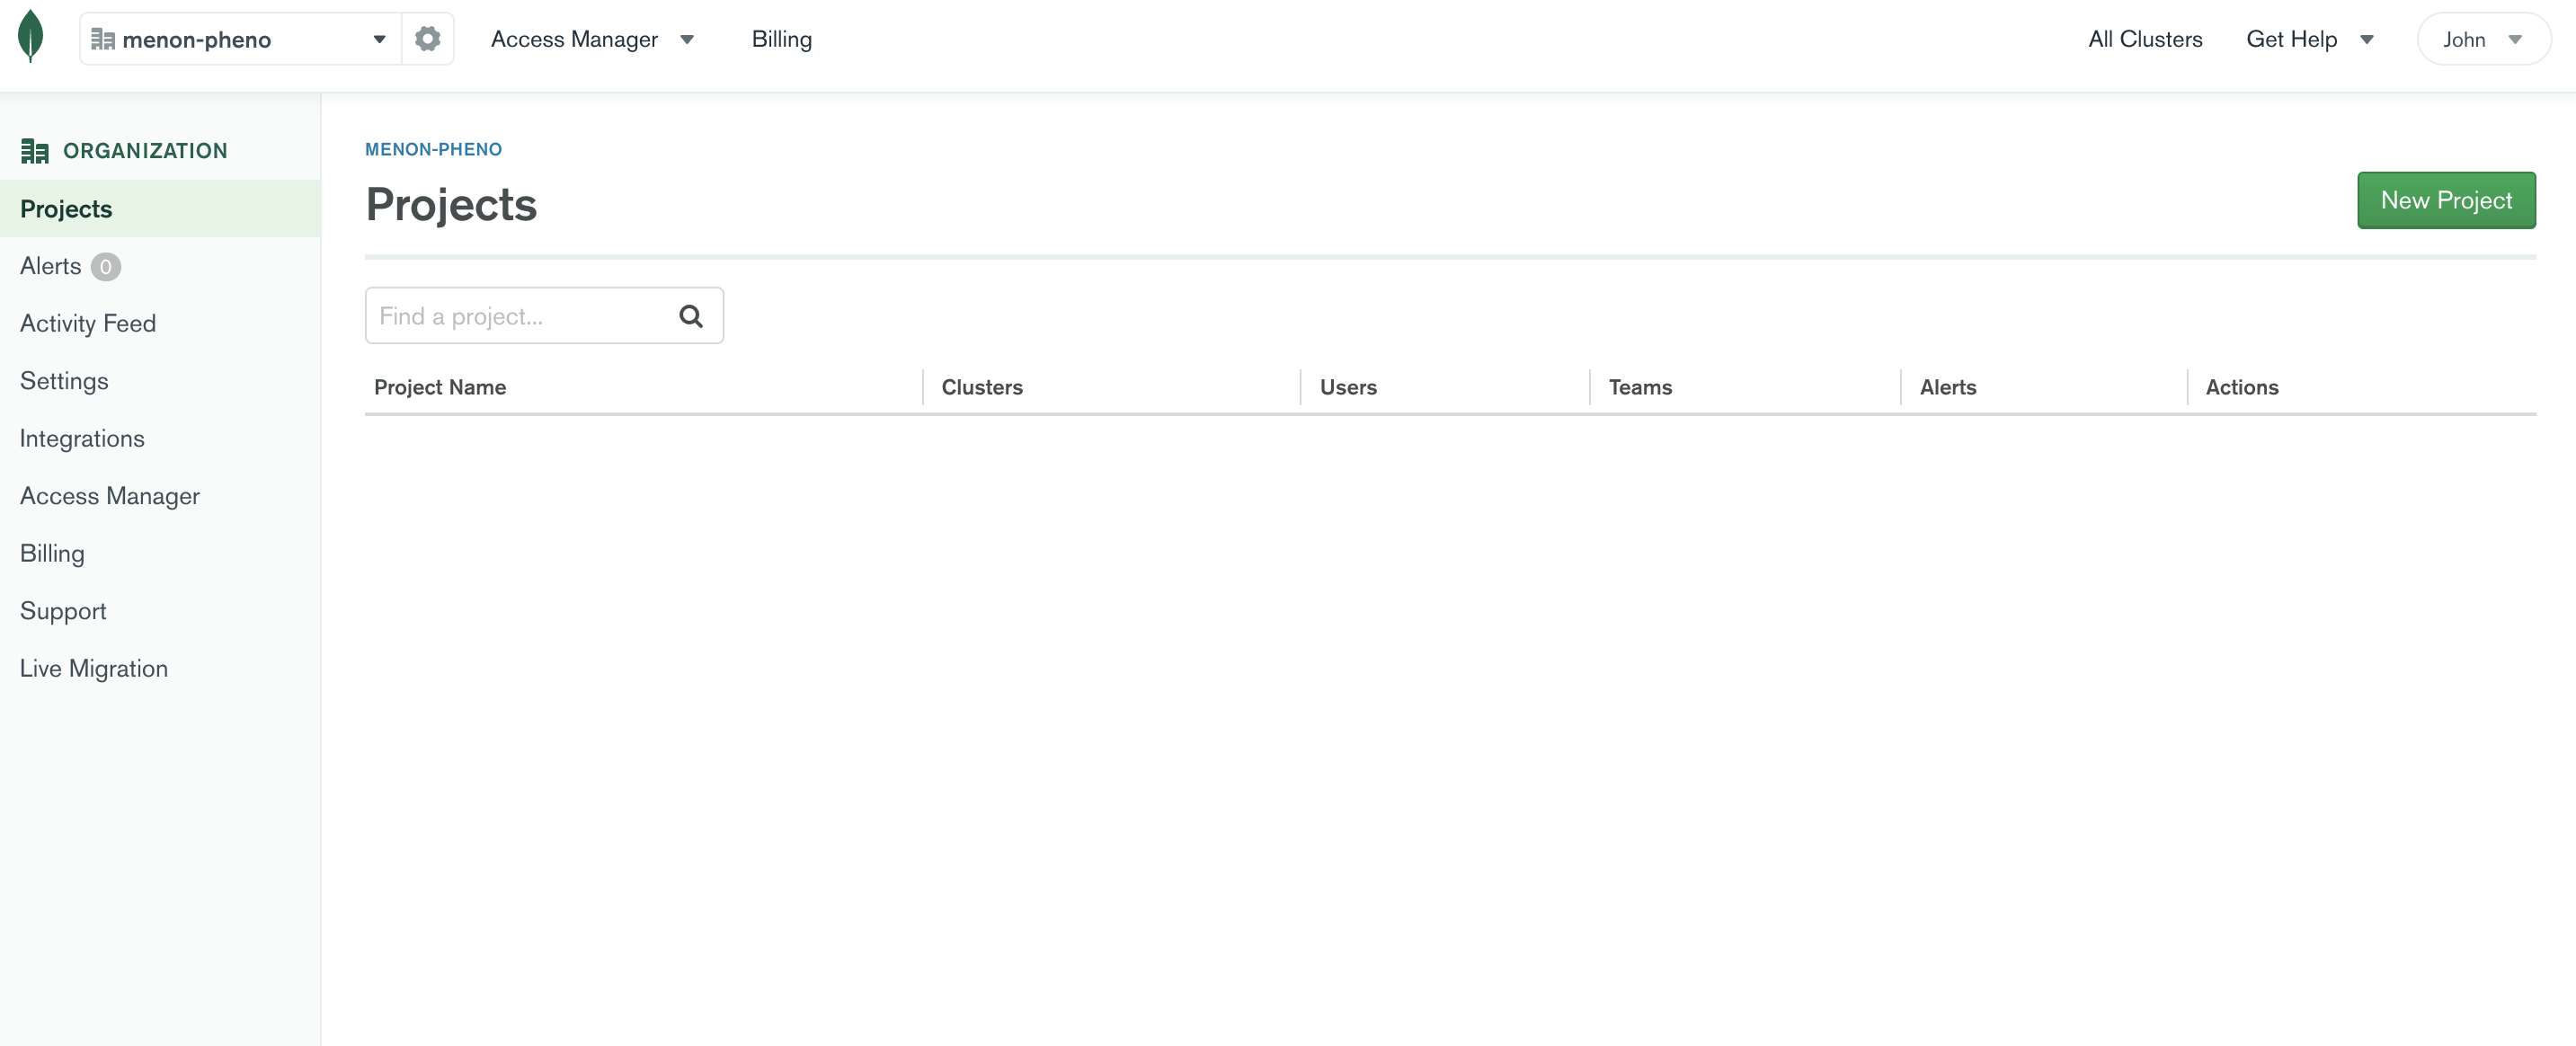 menon-pheno
Access Manager
Billing
All Clusters
Get Help
John
ORGANIZATION
Projects
Alerts 0
Activity Feed
Settings
Integrations
Access Manager
Billing
Support
Live Migration
MENON-PHENO
Projects
New Project
Find a project...
Project Name
Clusters
Users
Teams
Alerts
Actions